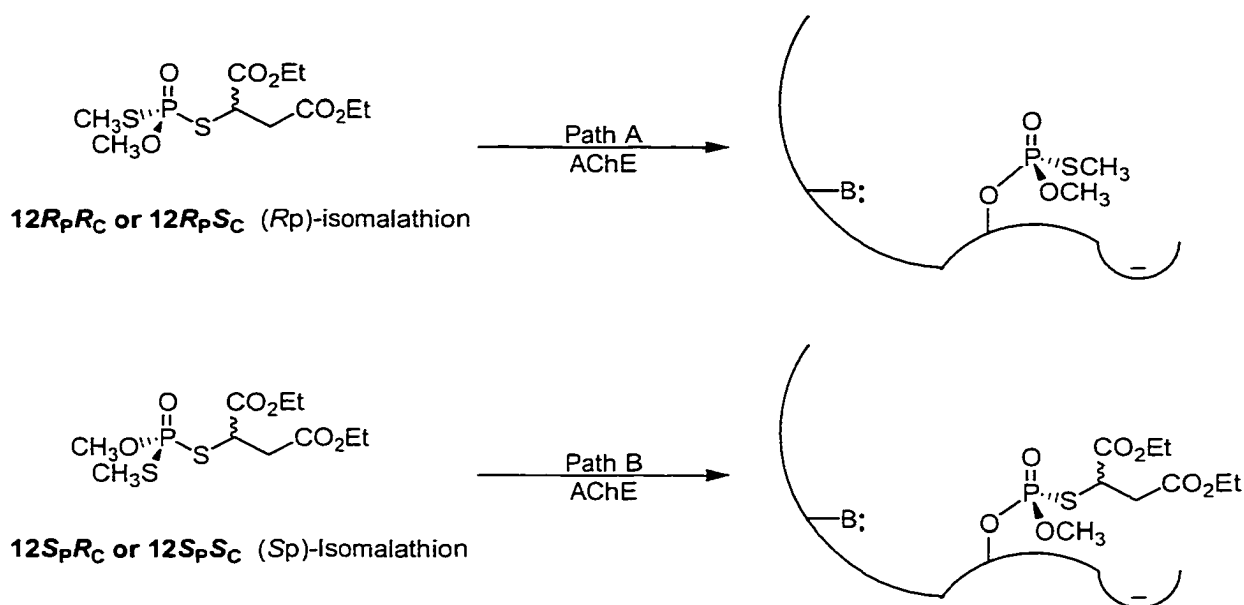 O
CO₂Et
CH₃S
P
S
CO₂Et
CH₃O
Path A
AChE
12RPRC or 12RPSC (Rp)-isomalathion
B:
O
P
SCH₃
O
OCH₃
−
O
CO₂Et
CH₃O
P
S
CO₂Et
CH₃S
Path B
AChE
12SPRC or 12SPSC (Sp)-Isomalathion
B:
O
CO₂Et
P
S
CO₂Et
O
OCH₃
−